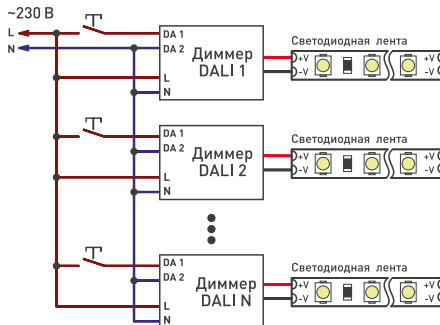 ~230 В
L
N
DA 1
DA 2
L
N
Диммер
DALI 1
Светодиодная лента
+V
-V
+V
-V
DA 1
DA 2
L
N
Диммер
DALI 2
Светодиодная лента
+V
-V
+V
-V
DA 1
DA 2
L
N
Диммер
DALI N
Светодиодная лента
+V
-V
+V
-V